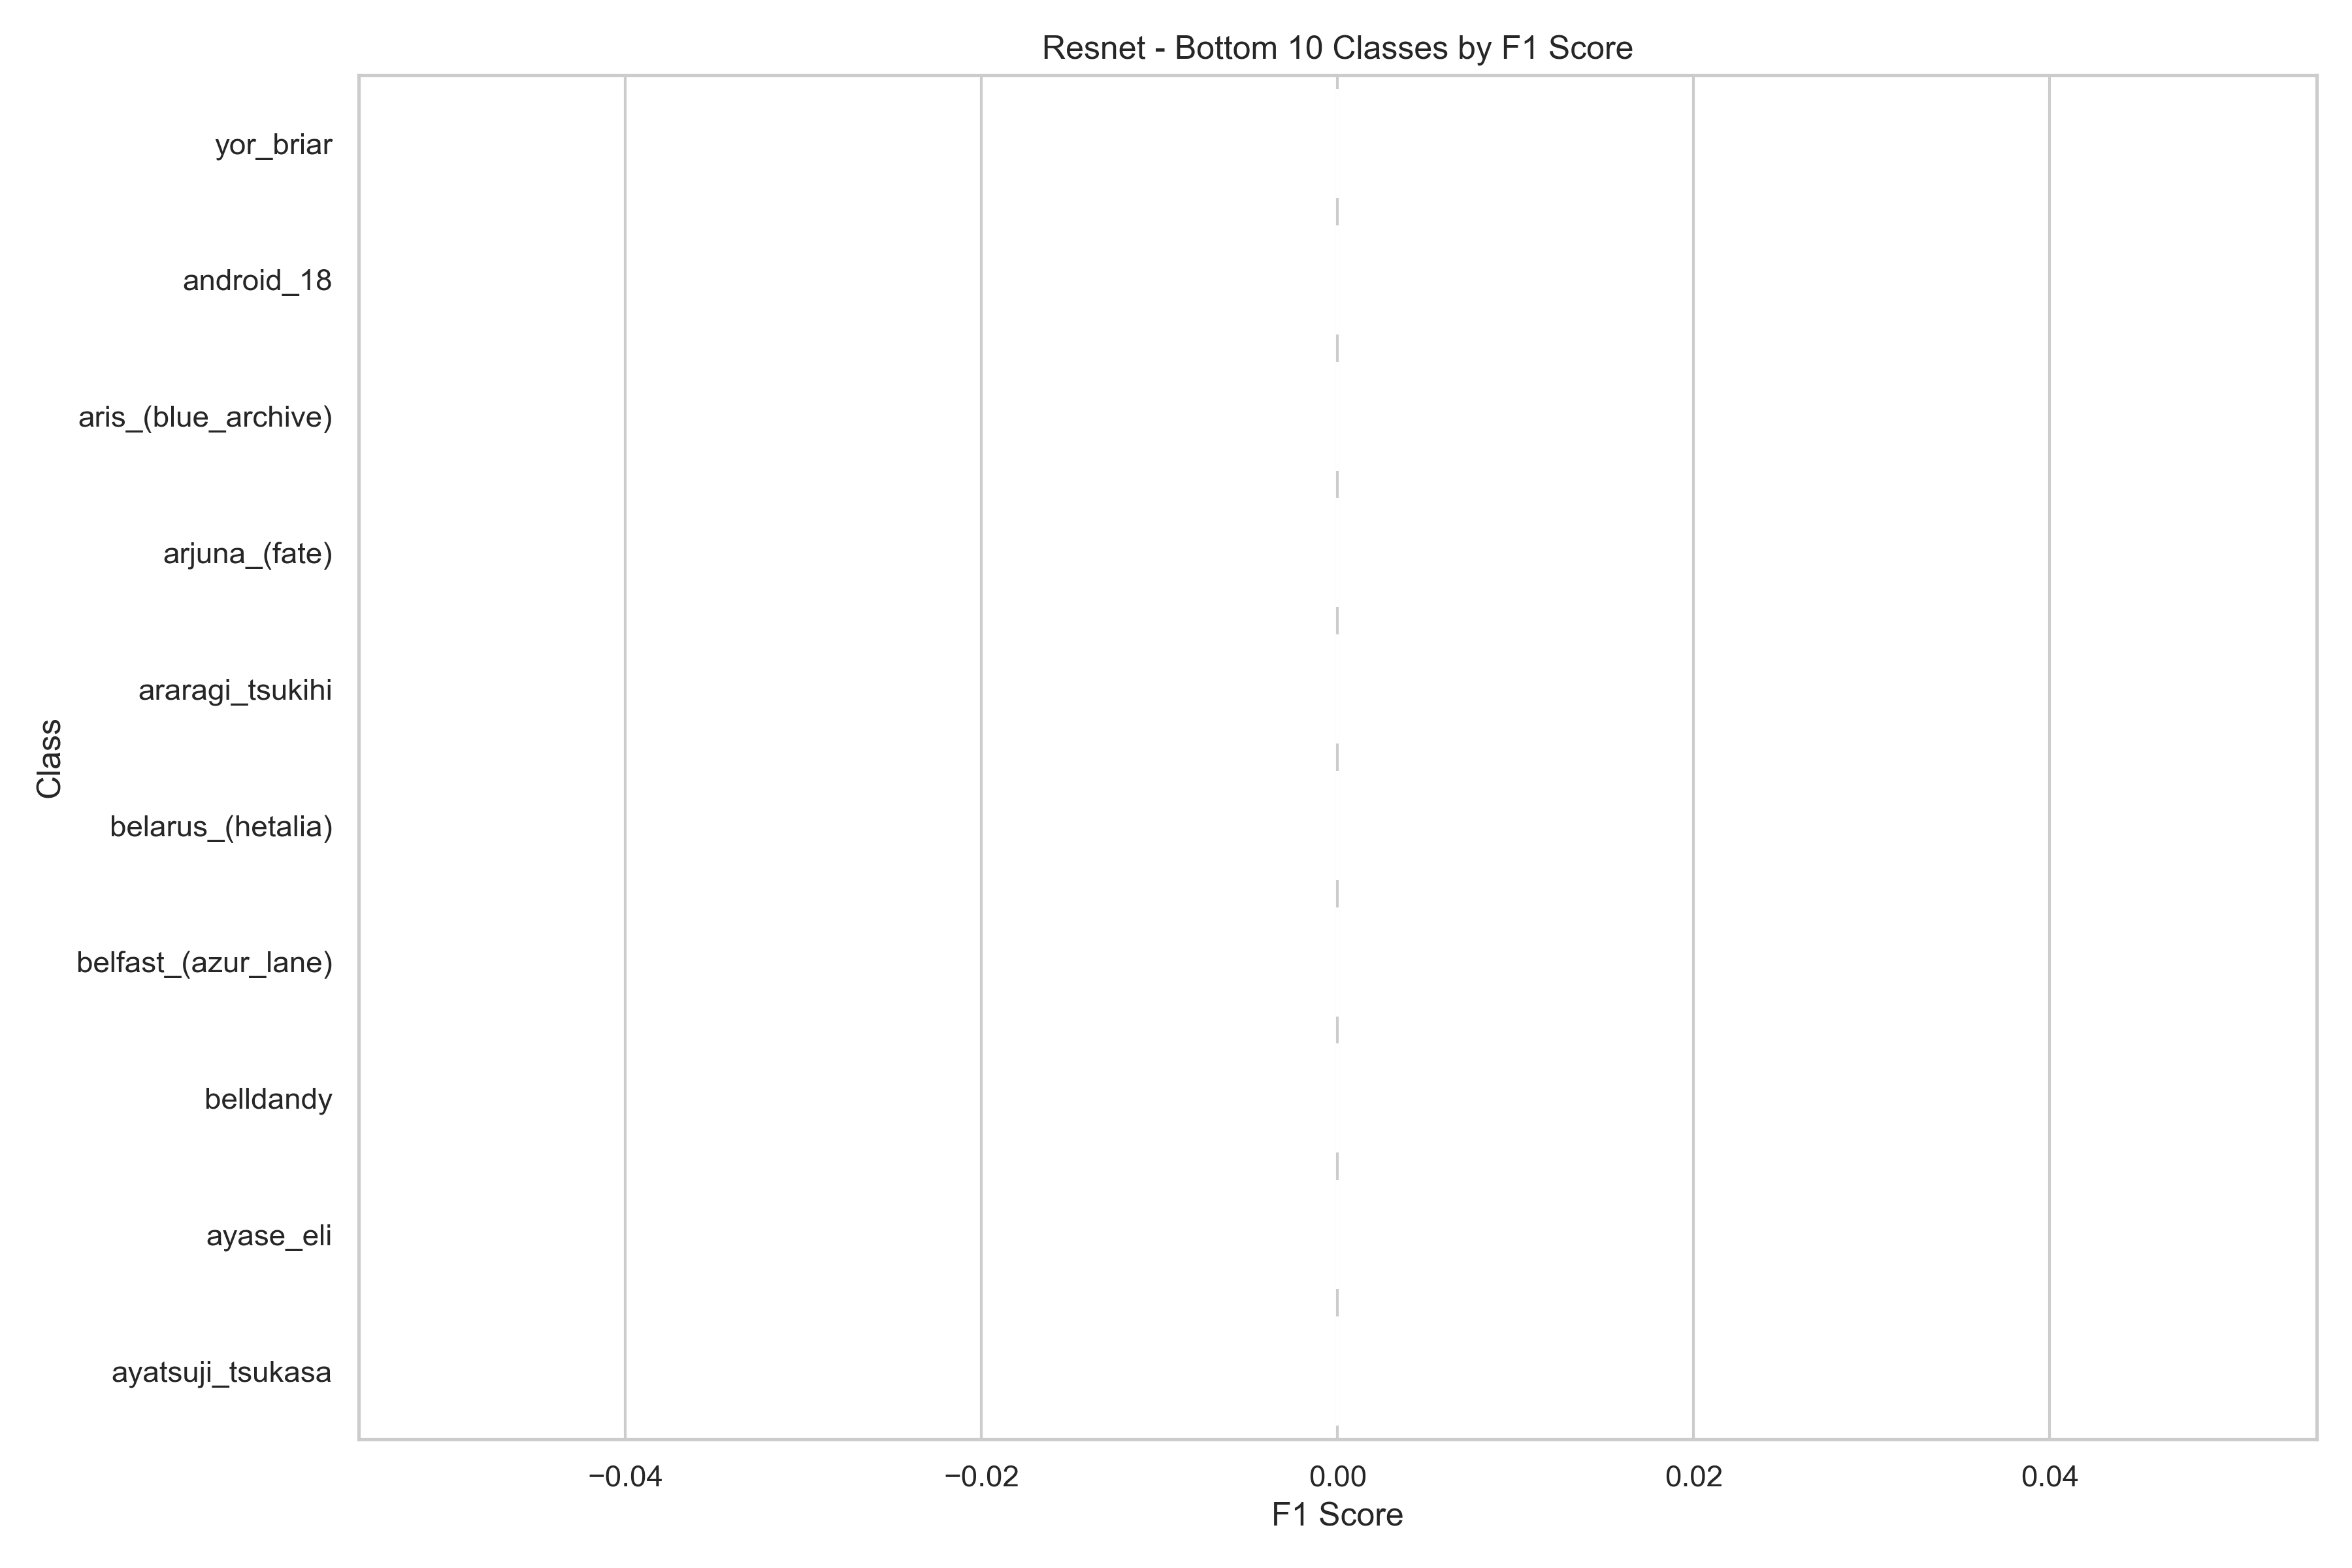 Resnet - Bottom 10 Classes by F1 Score
yor_briar
android_18
aris_(blue_archive)
arjuna_(fate)
araragi_tsukihi
belarus_(hetalia)
belfast_(azur_lane)
belldandy
ayase_eli
ayatsuji_tsukasa
Class
−0.04 −0.02 0.00 0.02 0.04
F1 Score